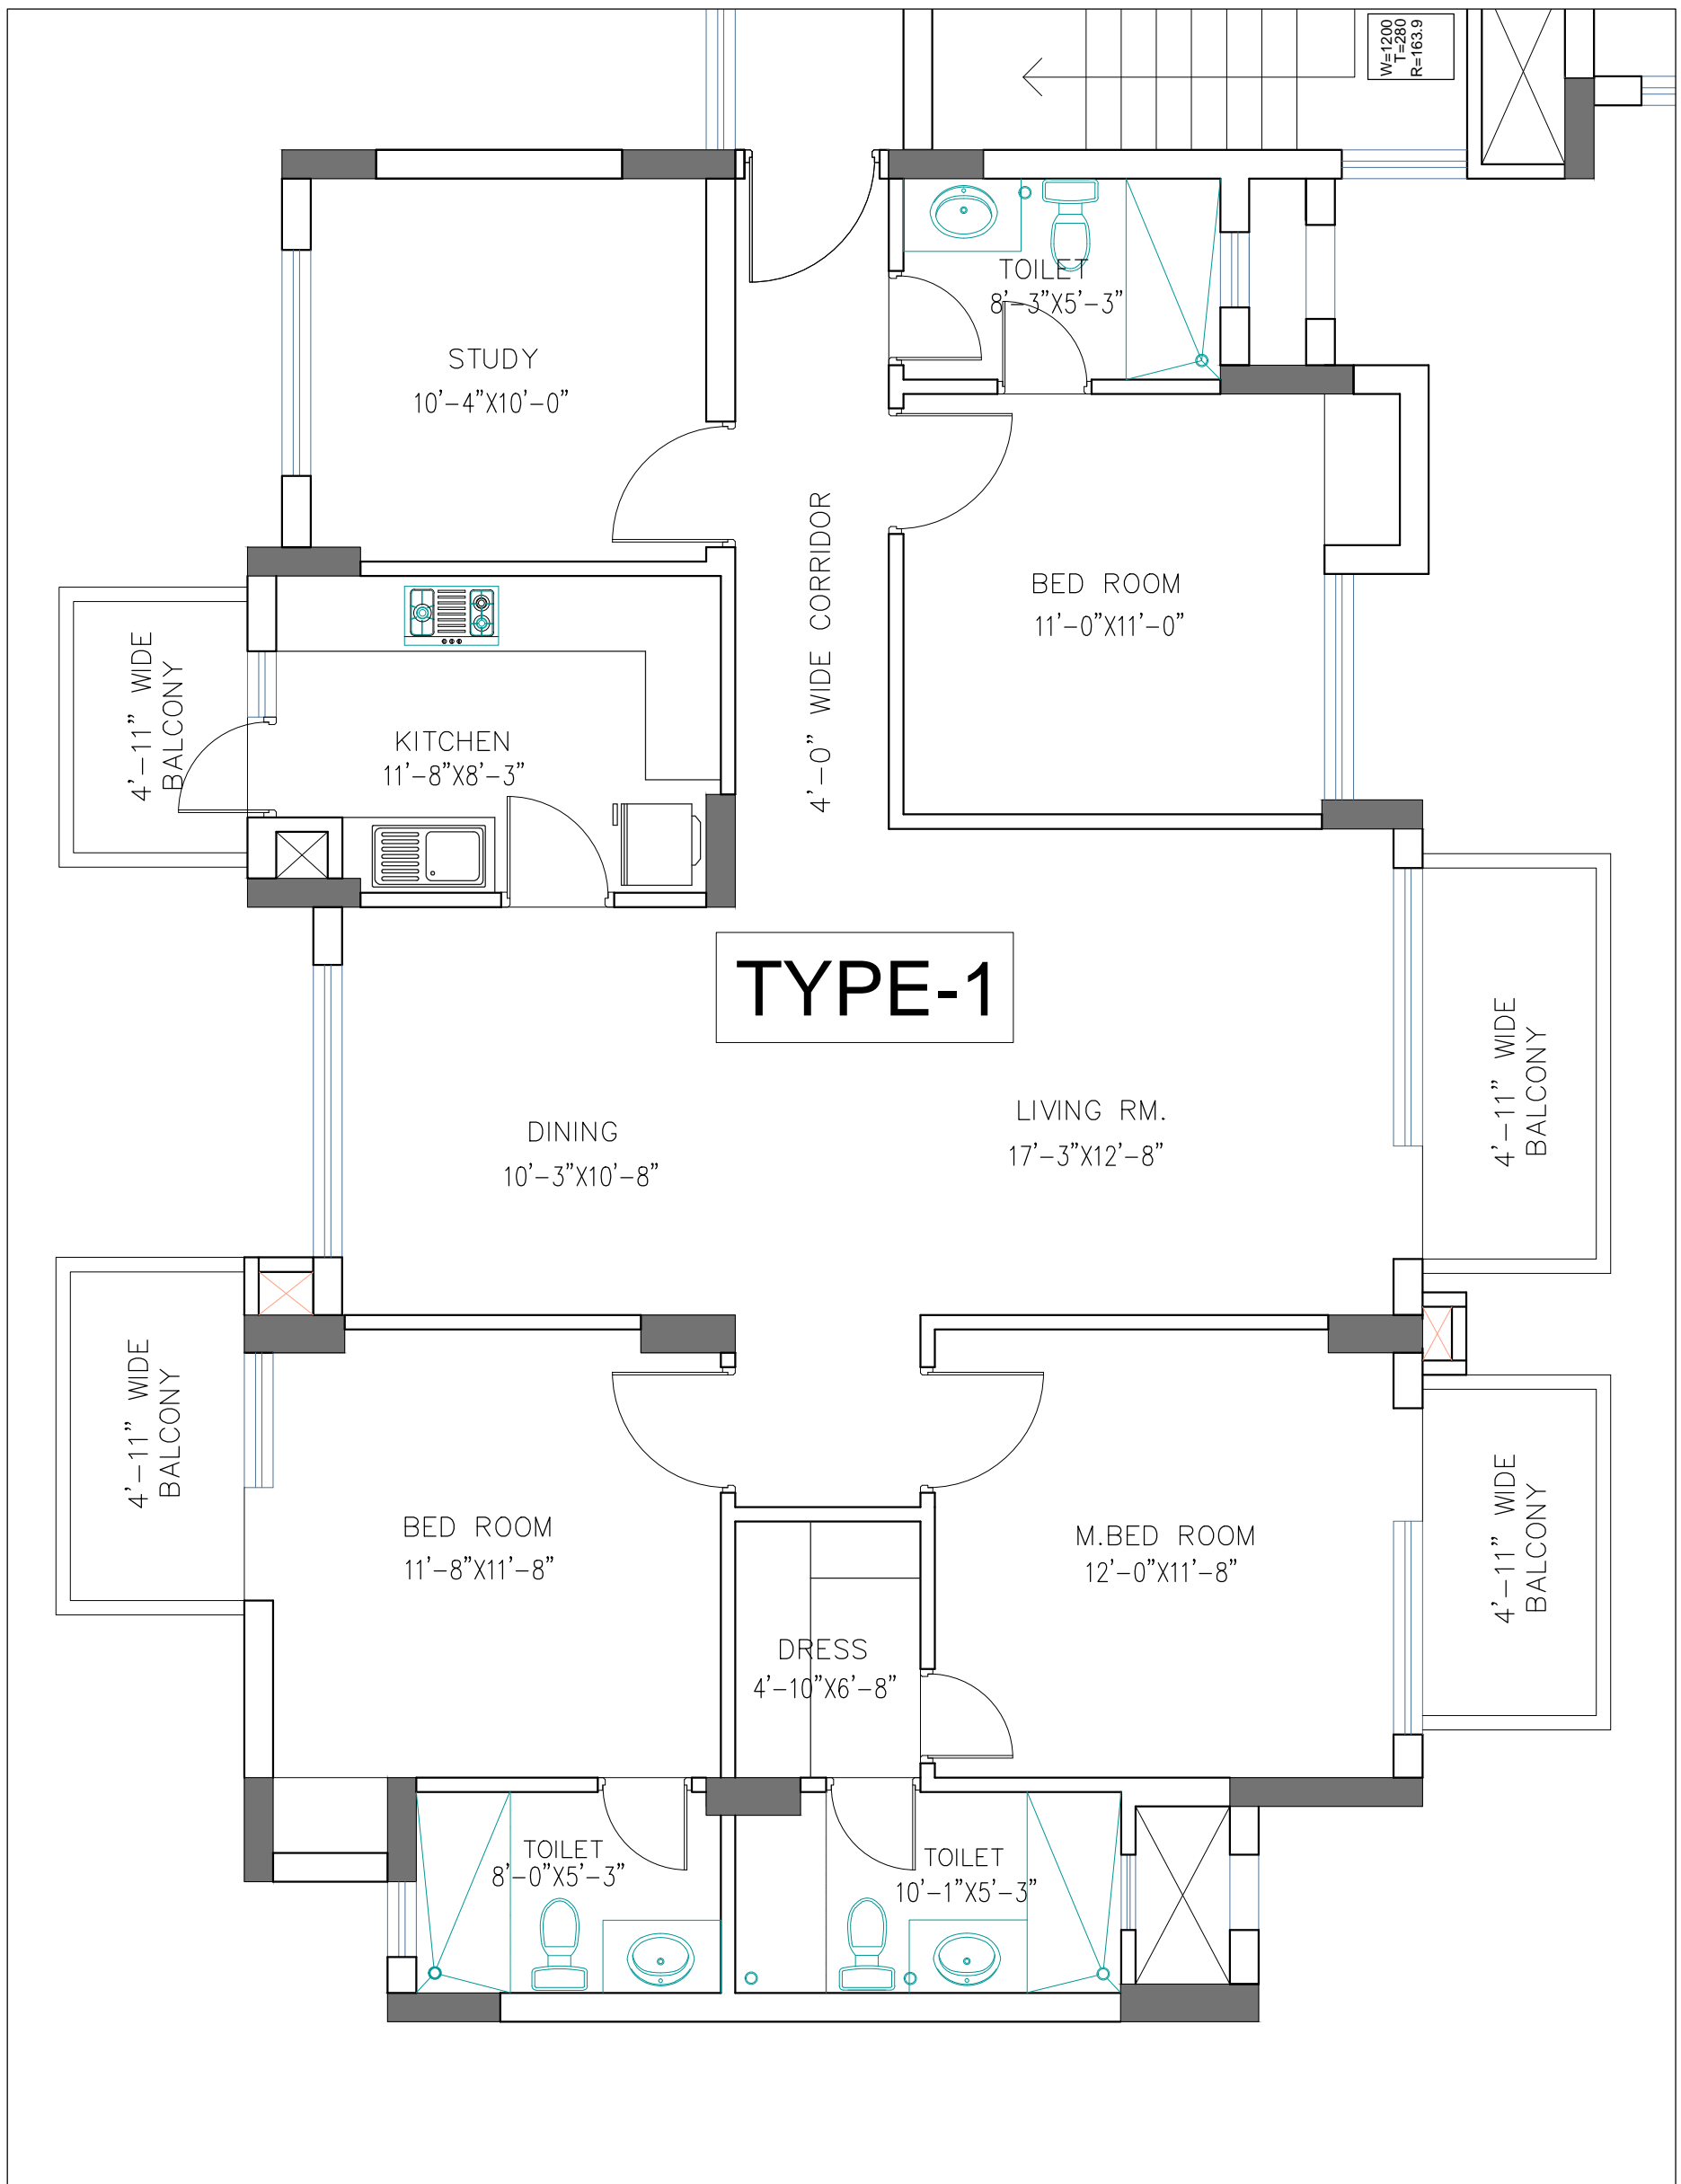 W=1200
T=280
R=163.9
TOILET
8'-3"X5'-3"
STUDY
10'-4"X10'-0"
4'-0" WIDE CORRIDOR
BED ROOM
11'-0"X11'-0"
4'-11" WIDE
BALCONY
KITCHEN
11'-8"X8'-3"
TYPE-1
4'-11" WIDE
BALCONY
DINING
10'-3"X10'-8"
LIVING RM.
17'-3"X12'-8"
4'-11" WIDE
BALCONY
BED ROOM
11'-8"X11'-8"
M.BED ROOM
12'-0"X11'-8"
4'-11" WIDE
BALCONY
DRESS
4'-10"X6'-8"
TOILET
8'-0"X5'-3"
TOILET
10'-1"X5'-3"